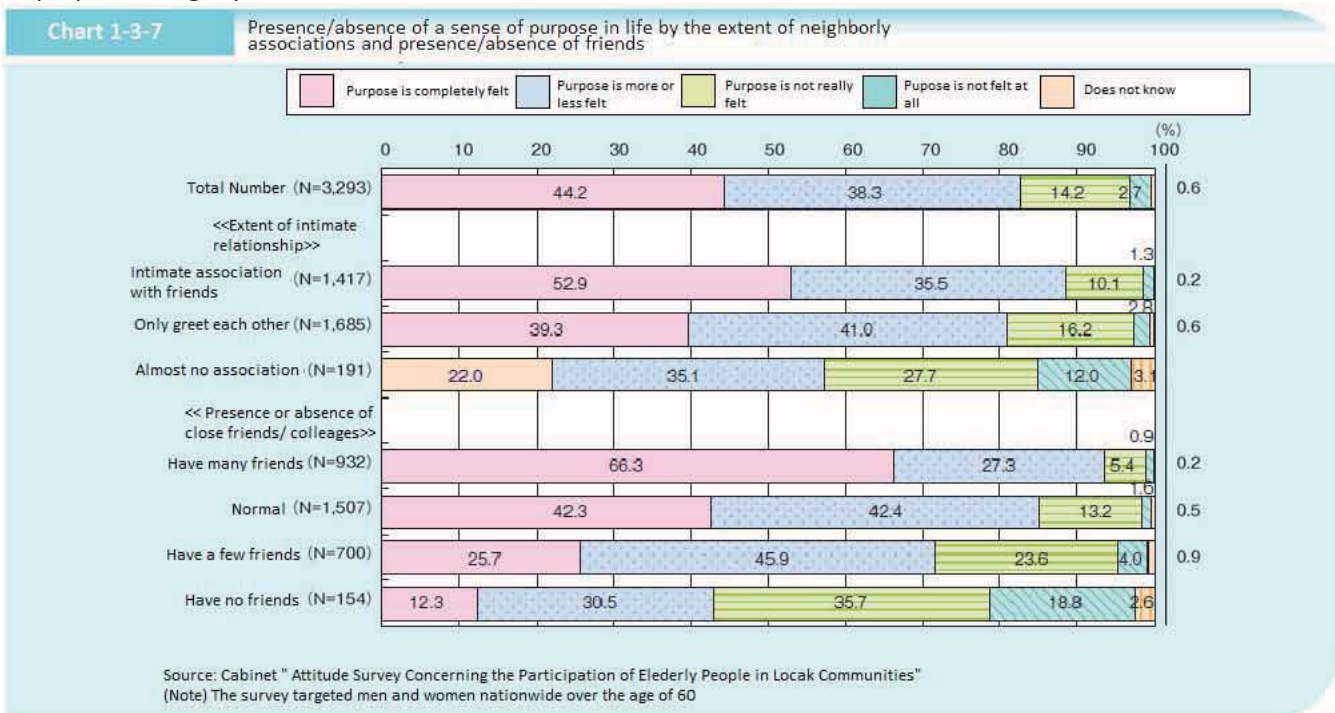 Chart 1-3-7
Presence/absence of a sense of purpose in life by the extent of neighborly
associations and presence/absence of friends
Purpose is completely felt
Purpose is more or
less felt
Purpose is not really
felt
Pupose is not felt at
all
Does not know
(%)
0 10 20 30 40 50 60 70 80 90 100
Total Number (N=3,293) 44.2 38.3 14.2 2.7 0.6
<<Extent of intimate
relationship>>
1.3
Intimate association
with friends
(N=1,417) 52.9 35.5 10.1 0.2
2.8
Only greet each other (N=1,685) 39.3 41.0 16.2 0.6
Almost no association (N=191) 22.0 35.1 27.7 12.0 3.1
<< Presence or absence of
close friends/ colleages>>
0.9
Have many friends (N=932) 66.3 27.3 5.4 0.2
1.6
Normal (N=1,507) 42.3 42.4 13.2 0.5
Have a few friends (N=700) 25.7 45.9 23.6 4.0 0.9
Have no friends (N=154) 12.3 30.5 35.7 18.8 2.6
Source: Cabinet " Attitude Survey Concerning the Participation of Elederly People in Locak Communities"
(Note) The survey targeted men and women nationwide over the age of 60